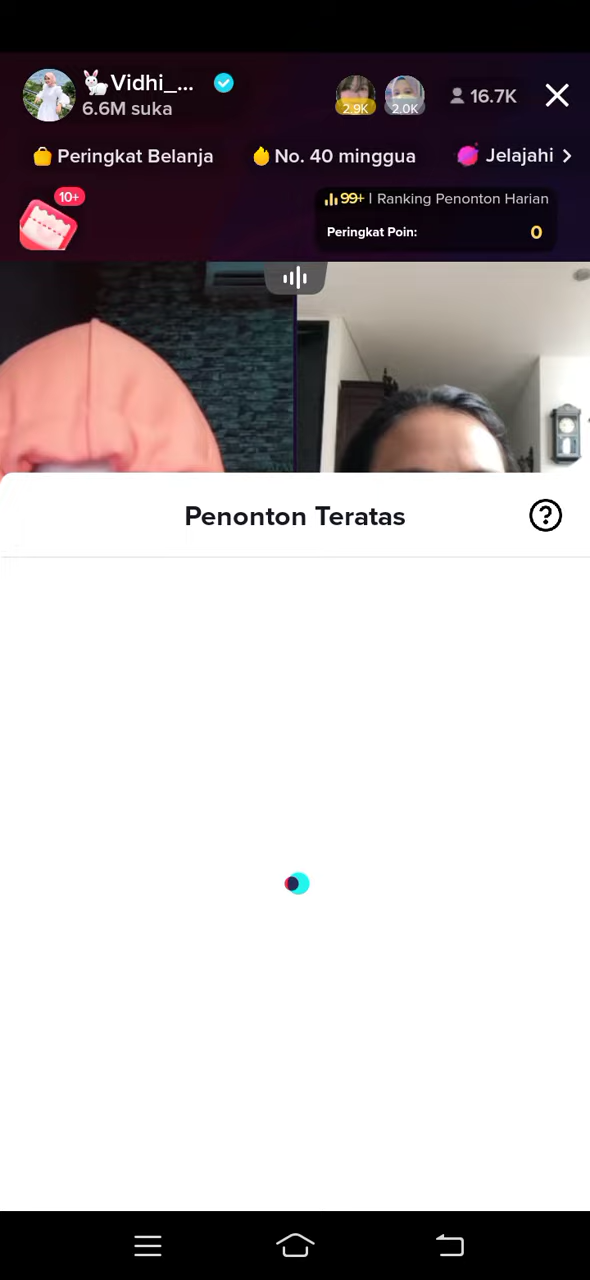 🐇Vidhi_...
6.6M suka
2.9K
2.0K
16.7K
Peringkat Belanja
No. 40 minggua
Jelajahi >
10+
99+ | Ranking Penonton Harian
Peringkat Poin: 0
Penonton Teratas
?